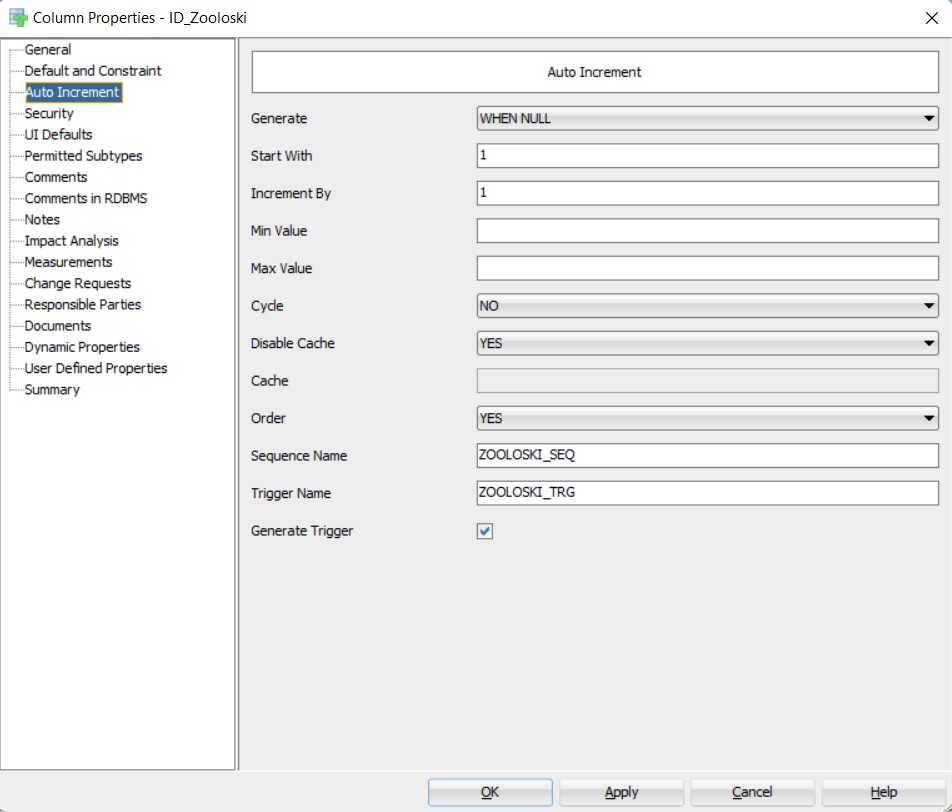 Column Properties - ID_Zooloski
General
Default and Constraint
Auto Increment
Security
UI Defaults
Permitted Subtypes
Comments
Comments in RDBMS
Notes
Impact Analysis
Measurements
Change Requests
Responsible Parties
Documents
Dynamic Properties
User Defined Properties
Summary
Auto Increment
Generate WHEN NULL
Start With 1
Increment By 1
Min Value
Max Value
Cycle NO
Disable Cache YES
Cache
Order YES
Sequence Name ZOOLOSKI_SEQ
Trigger Name ZOOLOSKI_TRG
Generate Trigger
OK Apply Cancel Help